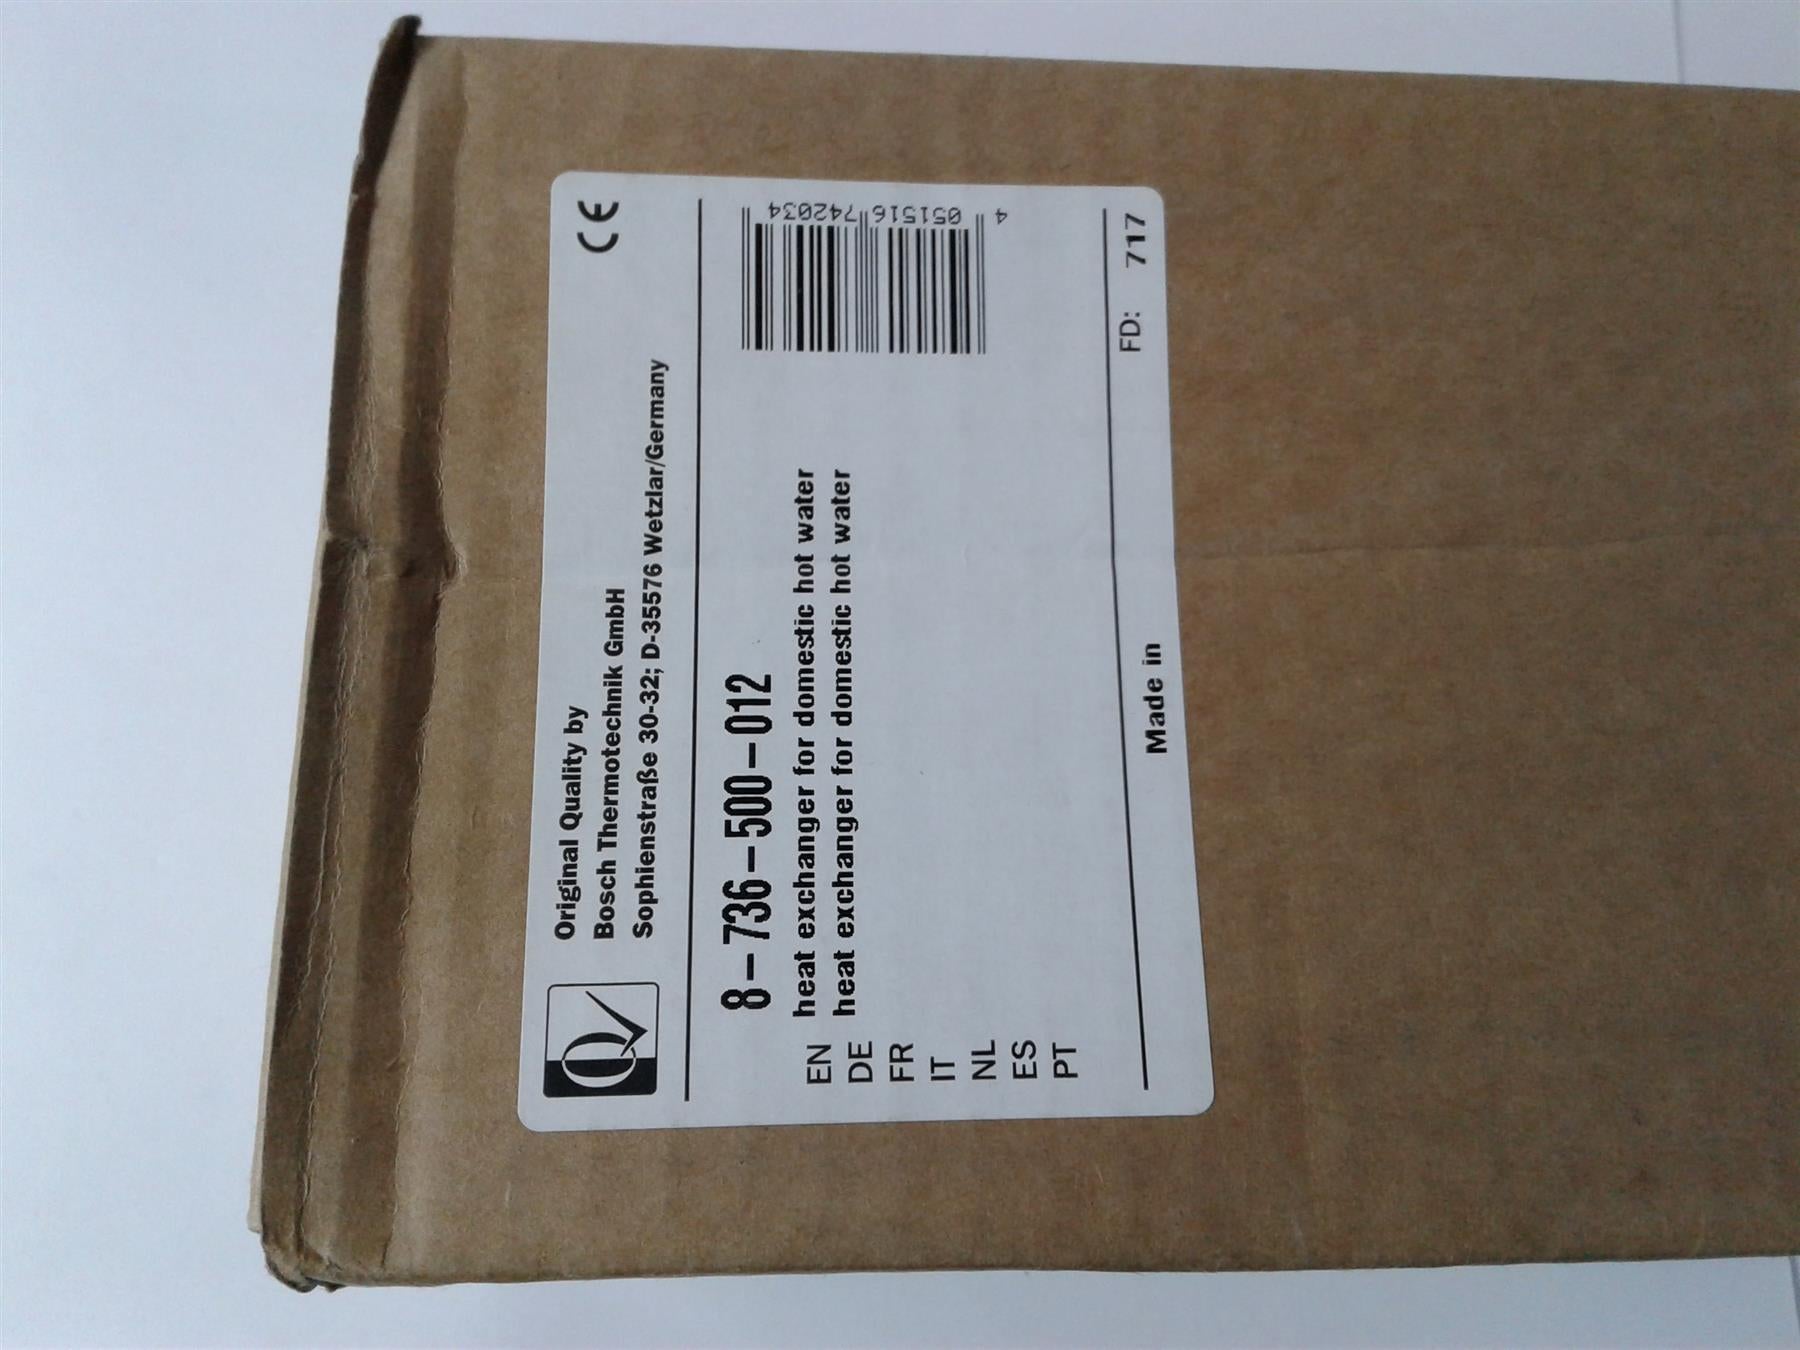 Original Quality by
Bosch Thermotechnik GmbH
Sophienstraße 30-32; D-35576 Wetzlar/Germany
CE
8-736-500-012
EN heat exchanger for domestic hot water
DE heat exchanger for domestic hot water
FR
IT
NL
ES
PT
4 051516 742034
Made in
FD: 717